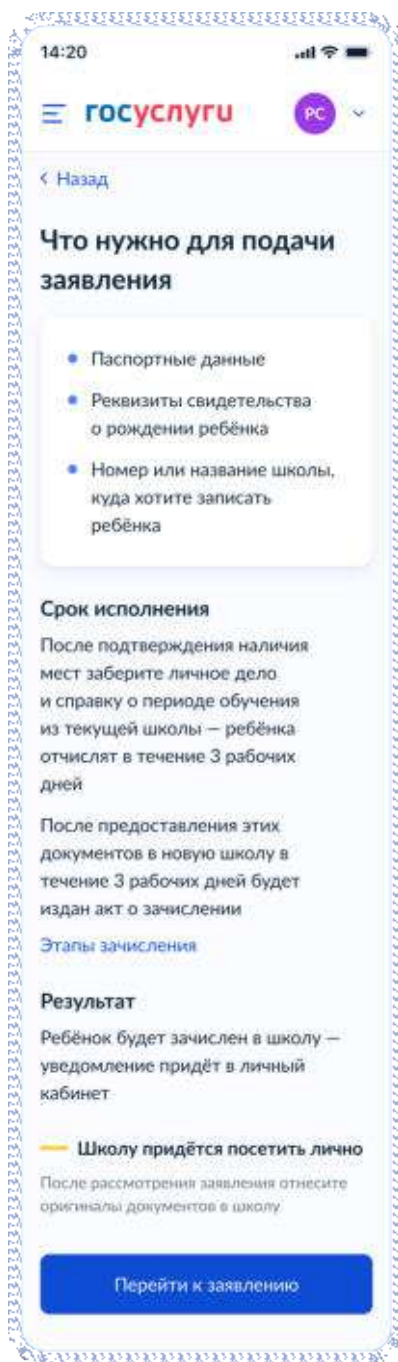 14:20
госуслуги
РС
Назад
Что нужно для подачи
заявления
Паспортные данные
Реквизиты свидетельства
о рождении ребёнка
Номер или название школы,
куда хотите записать
ребёнка
Срок исполнения
После подтверждения наличия
мест заберите личное дело
и справку о периоде обучения
из текущей школы — ребёнка
отчислят в течение 3 рабочих
дней
После предоставления этих
документов в новую школу в
течение 3 рабочих дней будет
издан акт о зачислении
Этапы зачисления
Результат
Ребёнок будет зачислен в школу —
уведомление придёт в личный
кабинет
Школу придётся посетить лично
После рассмотрения заявления отнесите
оригиналы документов в школу
Перейти к заявлению